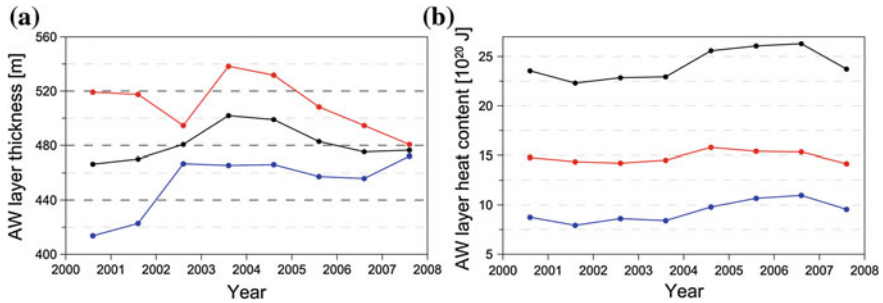 (a)
AW layer thickness [m]
560
520
480
440
400
2000 2001 2002 2003 2004 2005 2006 2007 2008
Year
(b)
AW layer heat content [10²⁰ J]
25
20
15
10
5
2000 2001 2002 2003 2004 2005 2006 2007 2008
Year